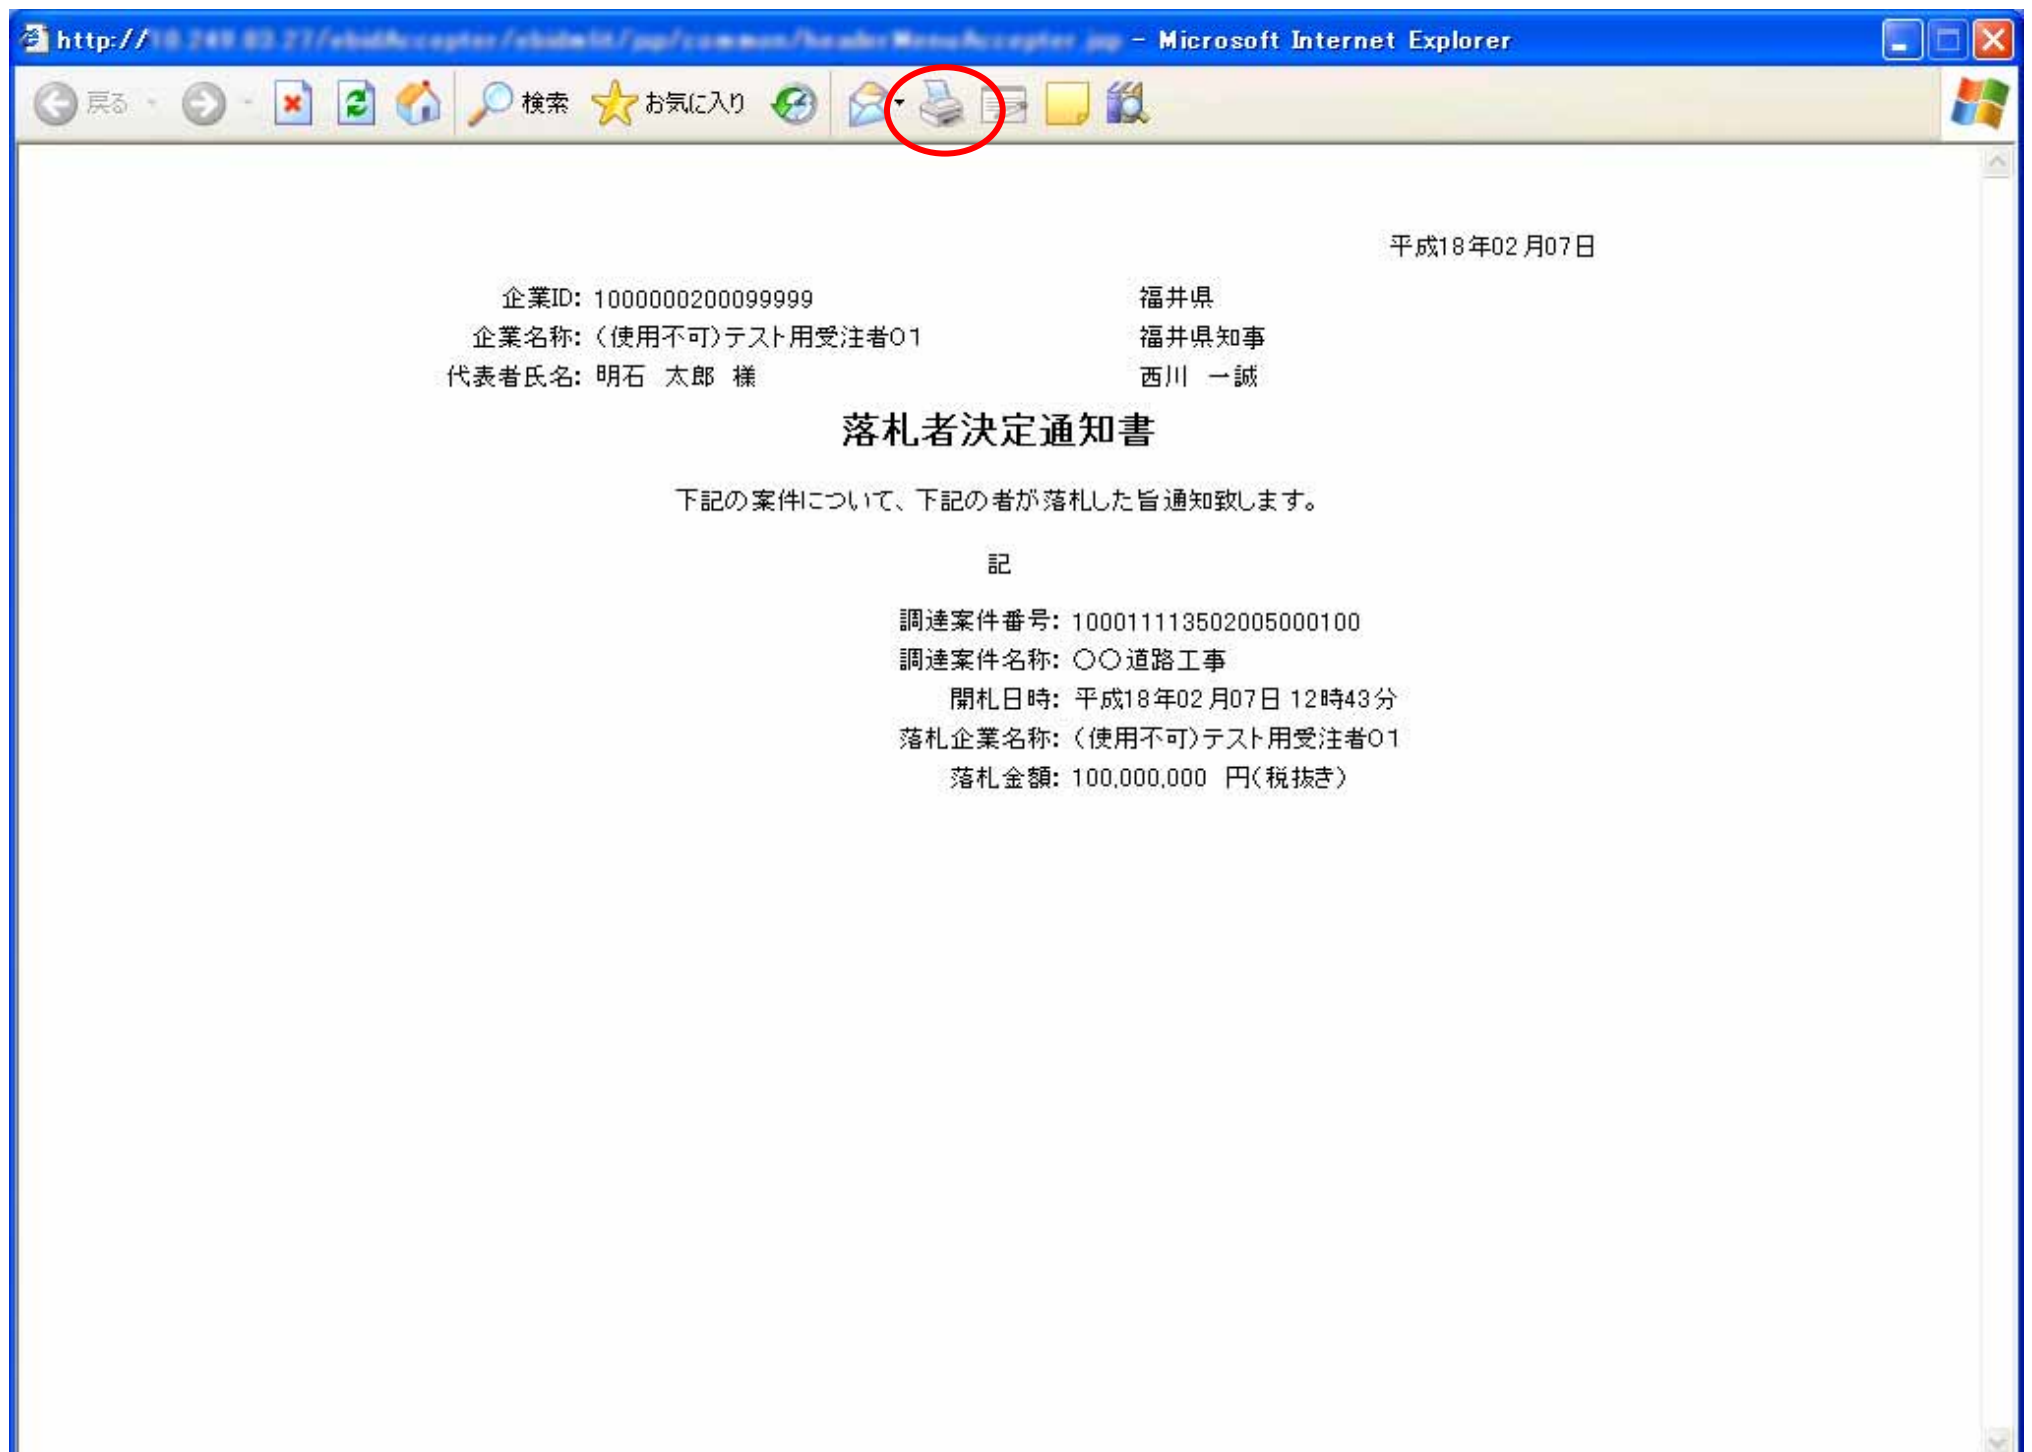 http:// - Microsoft Internet Explorer
戻る 検索 お気に入り
平成18年02月07日
企業ID: 1000000200099999 福井県
企業名称: (使用不可)テスト用受注者01 福井県知事
代表者氏名: 明石 太郎 様 西川 一誠
落札者決定通知書
下記の案件について、下記の者が落札した旨通知致します。
記
調達案件番号: 100011113502005000100
調達案件名称: 〇〇道路工事
開札日時: 平成18年02月07日 12時43分
落札企業名称: (使用不可)テスト用受注者01
落札金額: 100,000,000 円(税抜き)